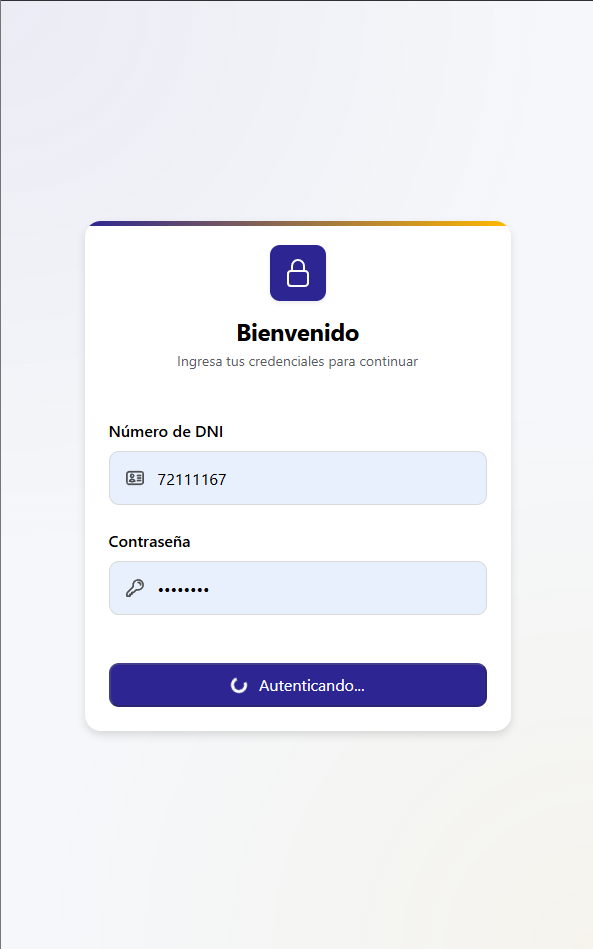 Bienvenido
Ingresa tus credenciales para continuar
Número de DNI
72111167
Contraseña
••••••••
Autenticando...